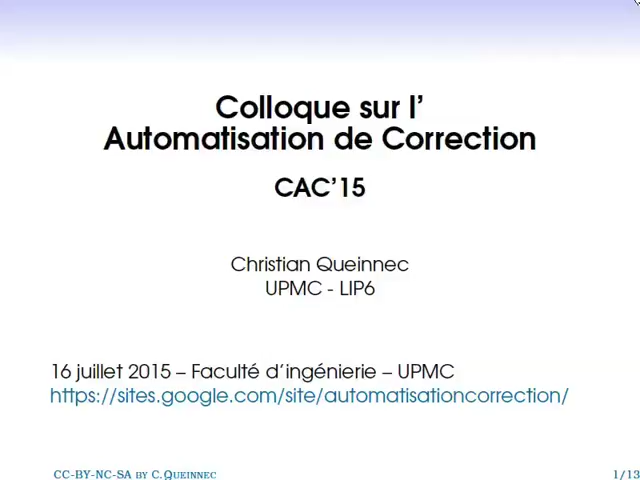 Colloque sur l'
Automatisation de Correction
CAC'15
Christian Queinnec
UPMC - LIP6
16 juillet 2015 – Faculté d'ingénierie – UPMC
https://sites.google.com/site/automatisationcorrection/
CC-BY-NC-SA BY C.QUEINNEC
1/13